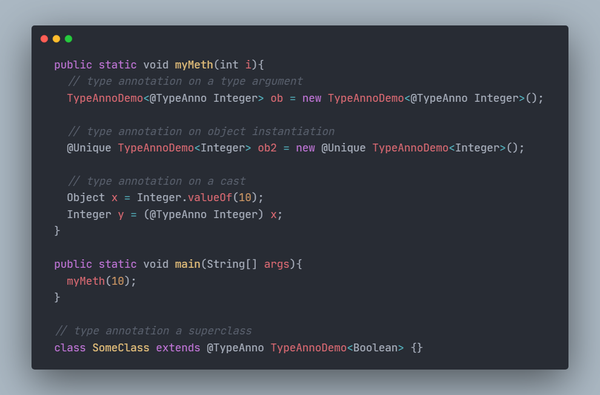 public static void myMeth(int i){
// type annotation on a type argument
TypeAnnoDemo<@TypeAnno Integer> ob = new TypeAnnoDemo<@TypeAnno Integer>();
// type annotation on object instantiation
@Unique TypeAnnoDemo<Integer> ob2 = new @Unique TypeAnnoDemo<Integer>();
// type annotation on a cast
Object x = Integer.valueOf(10);
Integer y = (@TypeAnno Integer) x;
}
public static void main(String[] args){
myMeth(10);
}
// type annotation a superclass
class SomeClass extends @TypeAnno TypeAnnoDemo<Boolean> {}